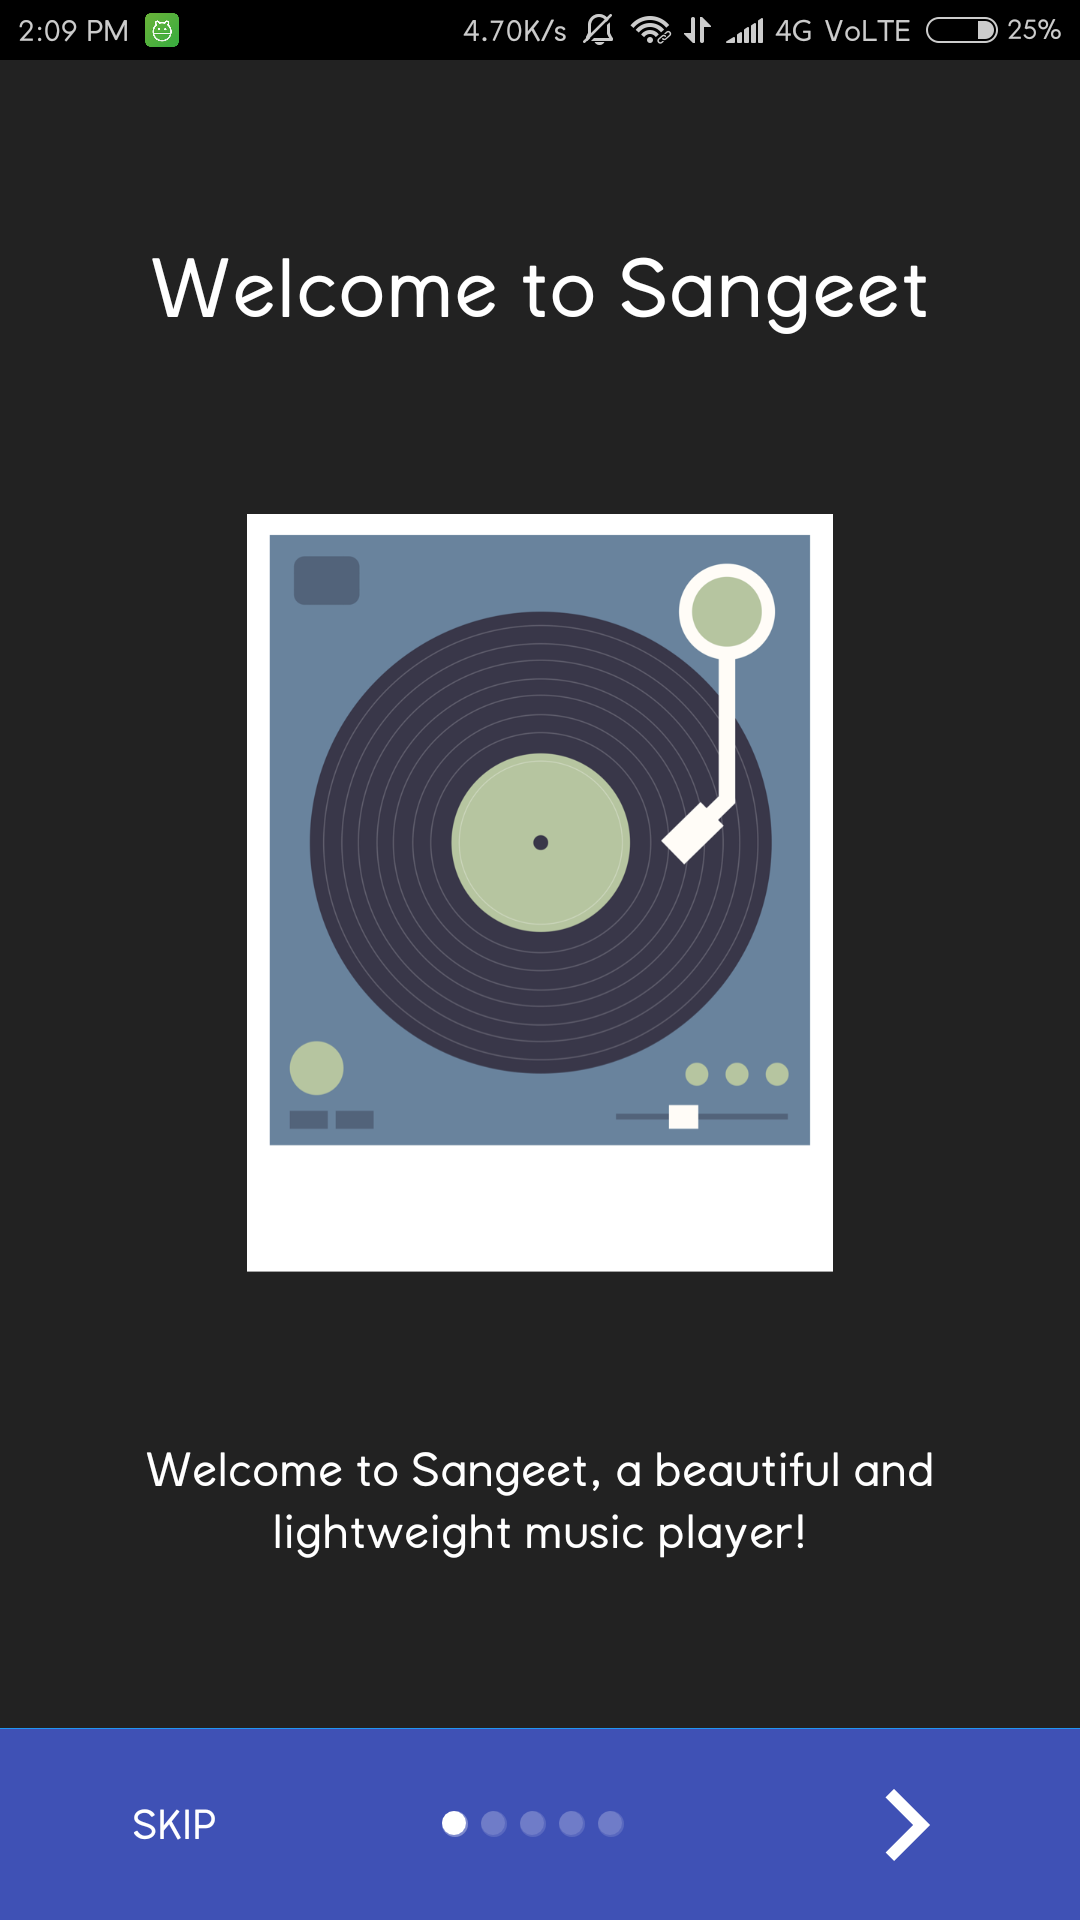 2:09 PM 4.70K/s 4G VoLTE 25%
Welcome to Sangeet
Welcome to Sangeet, a beautiful and
lightweight music player!
SKIP